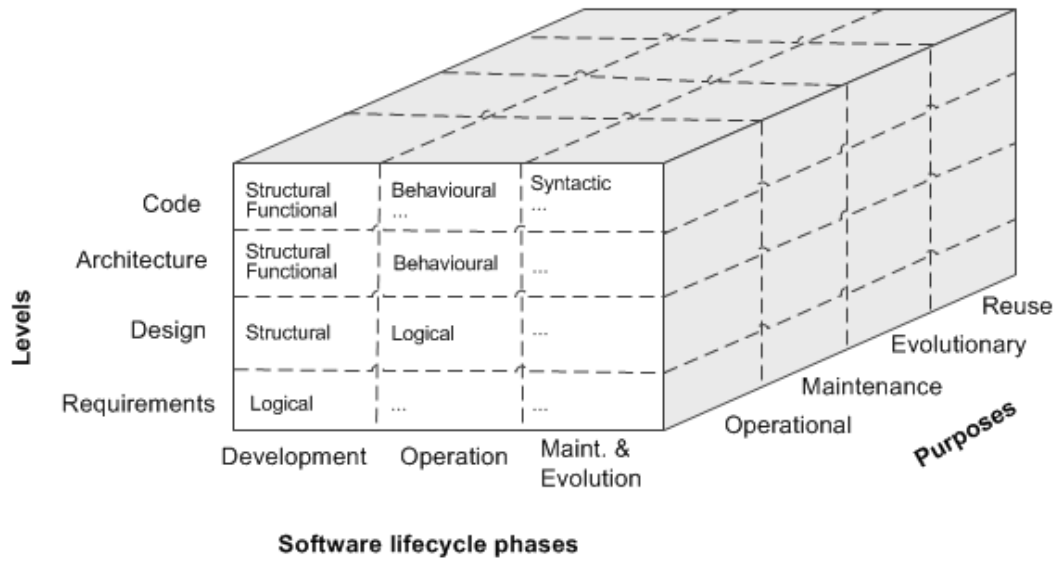 Code
Structural
Functional
Behavioural
...
Syntactic
...
Architecture
Structural
Functional
Behavioural
...
Design
Structural
Logical
...
Requirements
Logical
...
...
Levels
Development
Operation
Maint. &
Evolution
Software lifecycle phases
Operational
Maintenance
Evolutionary
Reuse
Purposes